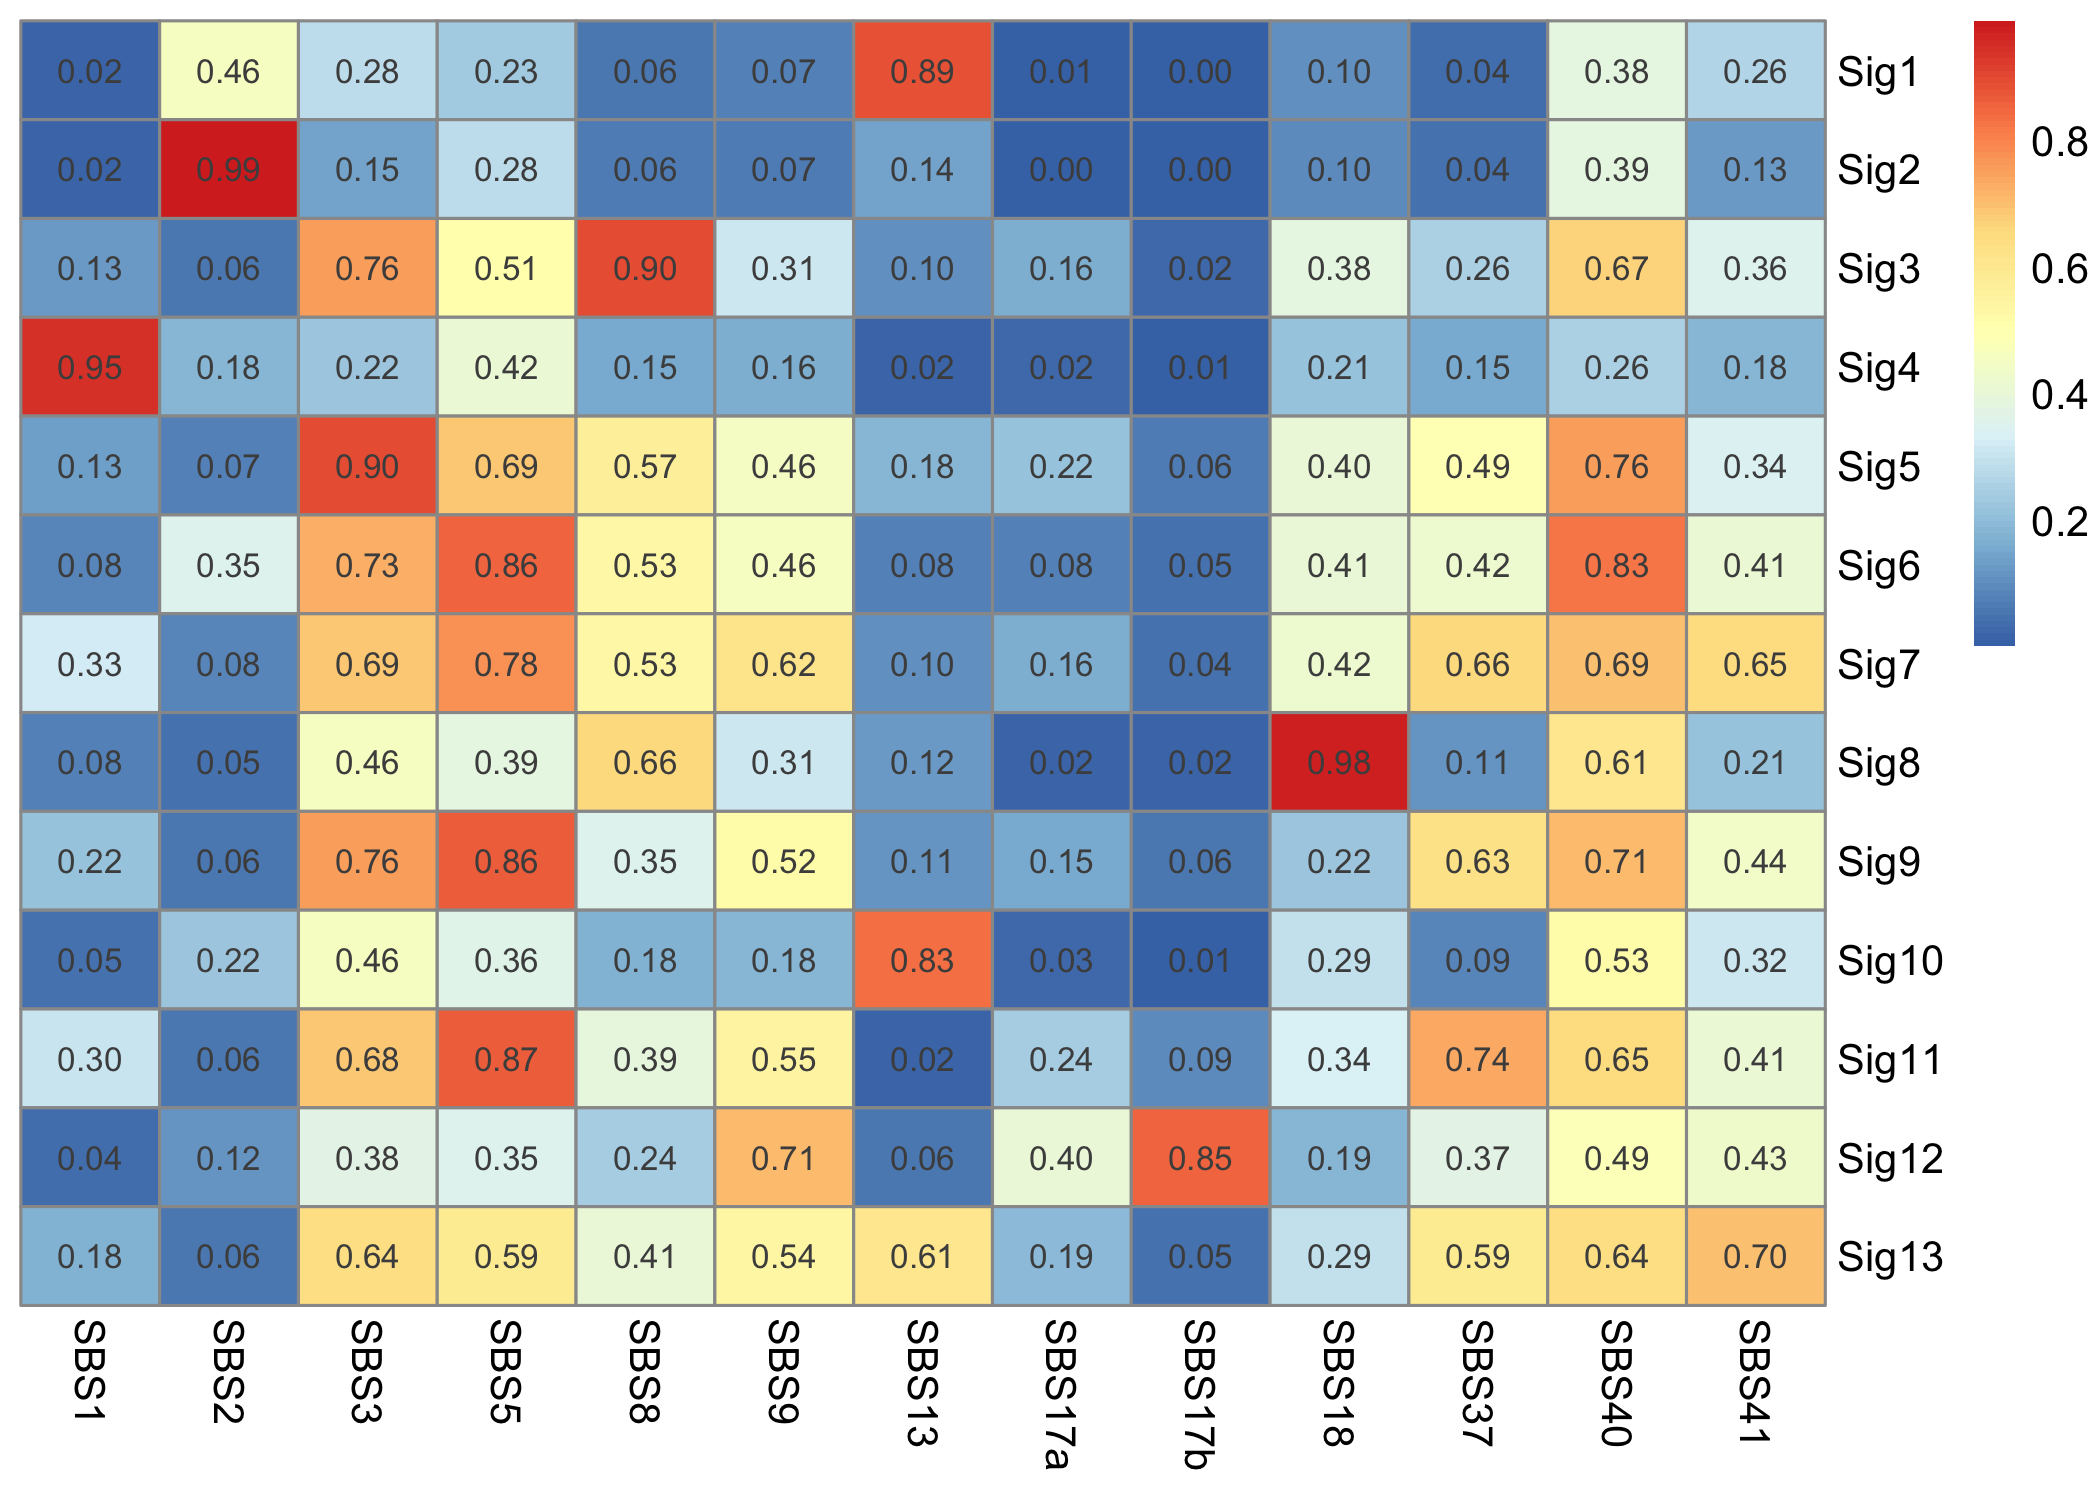 0.02 0.46 0.28 0.23 0.06 0.07 0.89 0.01 0.00 0.10 0.04 0.38 0.26 Sig1
0.02 0.99 0.15 0.28 0.06 0.07 0.14 0.00 0.00 0.10 0.04 0.39 0.13 Sig2
0.13 0.06 0.76 0.51 0.90 0.31 0.10 0.16 0.02 0.38 0.26 0.67 0.36 Sig3
0.95 0.18 0.22 0.42 0.15 0.16 0.02 0.02 0.01 0.21 0.15 0.26 0.18 Sig4
0.13 0.07 0.90 0.69 0.57 0.46 0.18 0.22 0.06 0.40 0.49 0.76 0.34 Sig5
0.08 0.35 0.73 0.86 0.53 0.46 0.08 0.08 0.05 0.41 0.42 0.83 0.41 Sig6
0.33 0.08 0.69 0.78 0.53 0.62 0.10 0.16 0.04 0.42 0.66 0.69 0.65 Sig7
0.08 0.05 0.46 0.39 0.66 0.31 0.12 0.02 0.02 0.98 0.11 0.61 0.21 Sig8
0.22 0.06 0.76 0.86 0.35 0.52 0.11 0.15 0.06 0.22 0.63 0.71 0.44 Sig9
0.05 0.22 0.46 0.36 0.18 0.18 0.83 0.03 0.01 0.29 0.09 0.53 0.32 Sig10
0.30 0.06 0.68 0.87 0.39 0.55 0.02 0.24 0.09 0.34 0.74 0.65 0.41 Sig11
0.04 0.12 0.38 0.35 0.24 0.71 0.06 0.40 0.85 0.19 0.37 0.49 0.43 Sig12
0.18 0.06 0.64 0.59 0.41 0.54 0.61 0.19 0.05 0.29 0.59 0.64 0.70 Sig13
SBS1 SBS2 SBS3 SBS5 SBS8 SBS9 SBS13 SBS17a SBS17b SBS18 SBS37 SBS40 SBS41
0.8
0.6
0.4
0.2